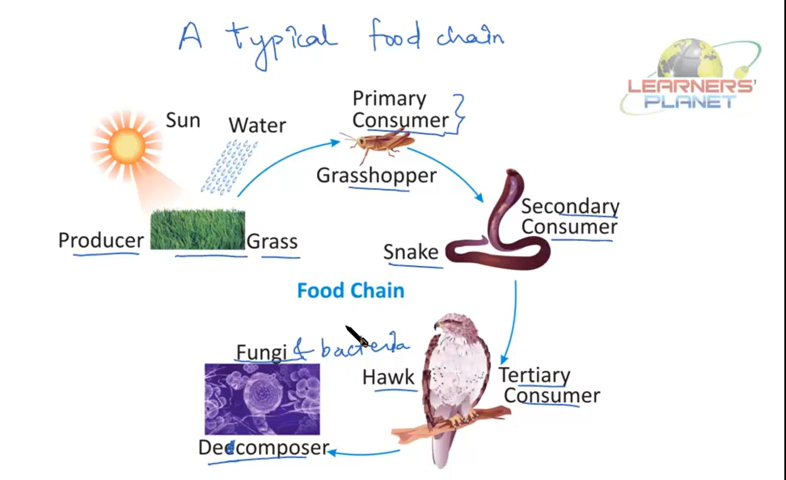 A typical food chain
LEARNERS'
PLANET
Primary
Consumer
Sun
Water
Grasshopper
Secondary
Consumer
Producer
Grass
Snake
Food Chain
Fungi & bacteria
Hawk
Tertiary
Consumer
Decomposer